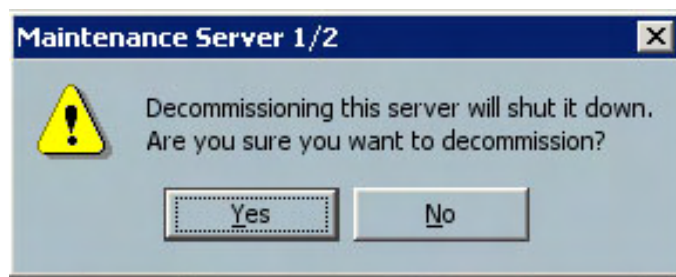 Maintenance Server 1/2
Decommissioning this server will shut it down.
Are you sure you want to decommission?
Yes
No